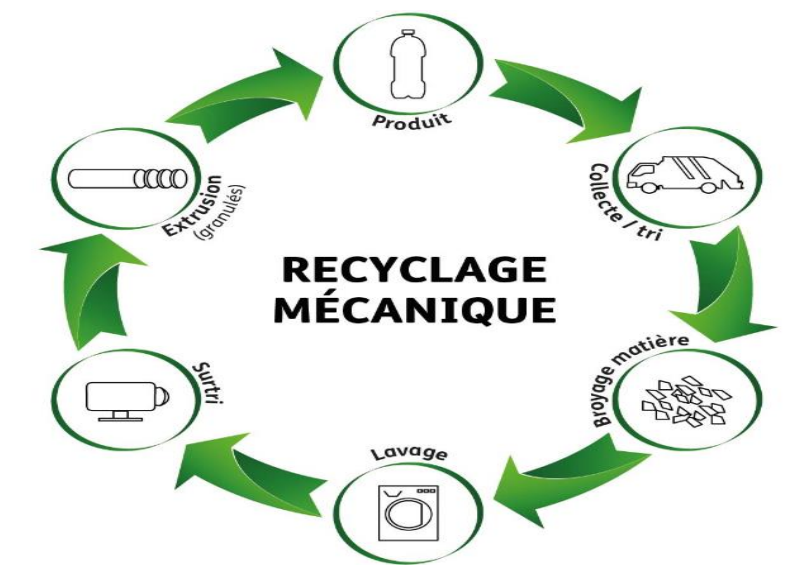 Produit
Collecte / tri
Broyage matière
Lavage
Surtri
Extrusion
(granulés)
RECYCLAGE
MÉCANIQUE